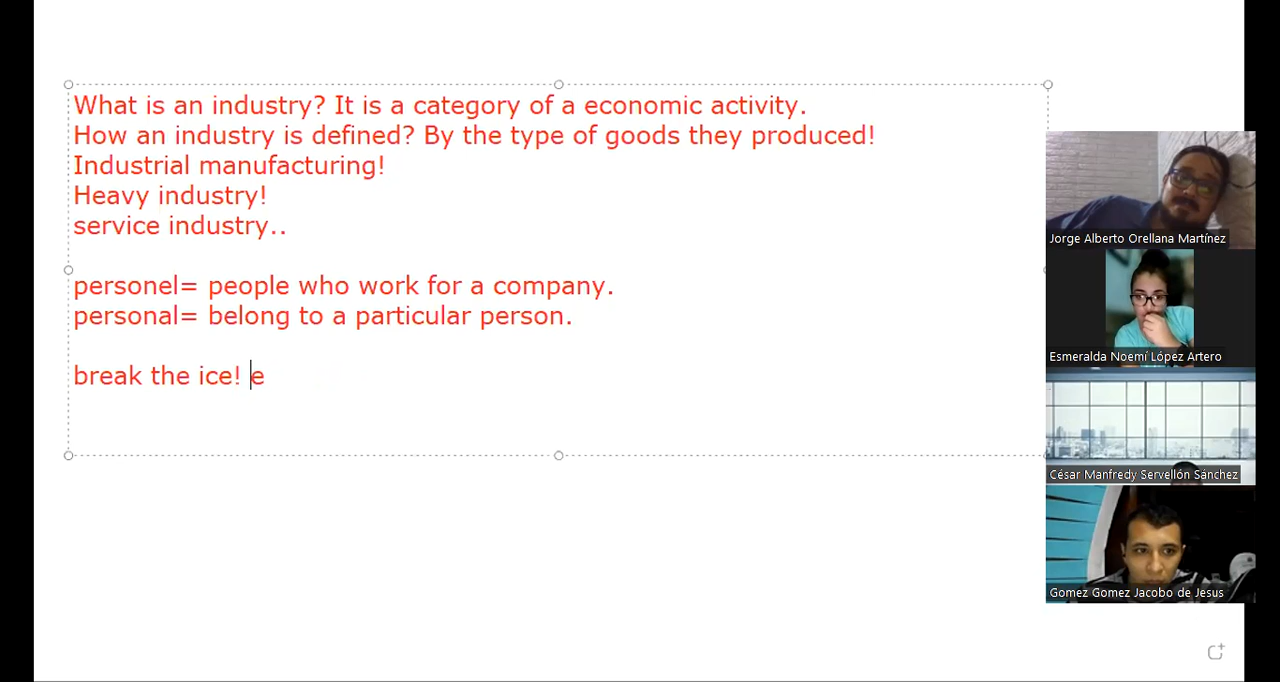 What is an industry? It is a category of a economic activity.
How an industry is defined? By the type of goods they produced!
Industrial manufacturing!
Heavy industry!
service industry..
personel= people who work for a company.
personal= belong to a particular person.
break the ice! e
Jorge Alberto Orellana Martínez
Esmeralda Noemí López Artero
César Manfredy Servellón Sánchez
Gomez Gomez Jacobo de Jesus